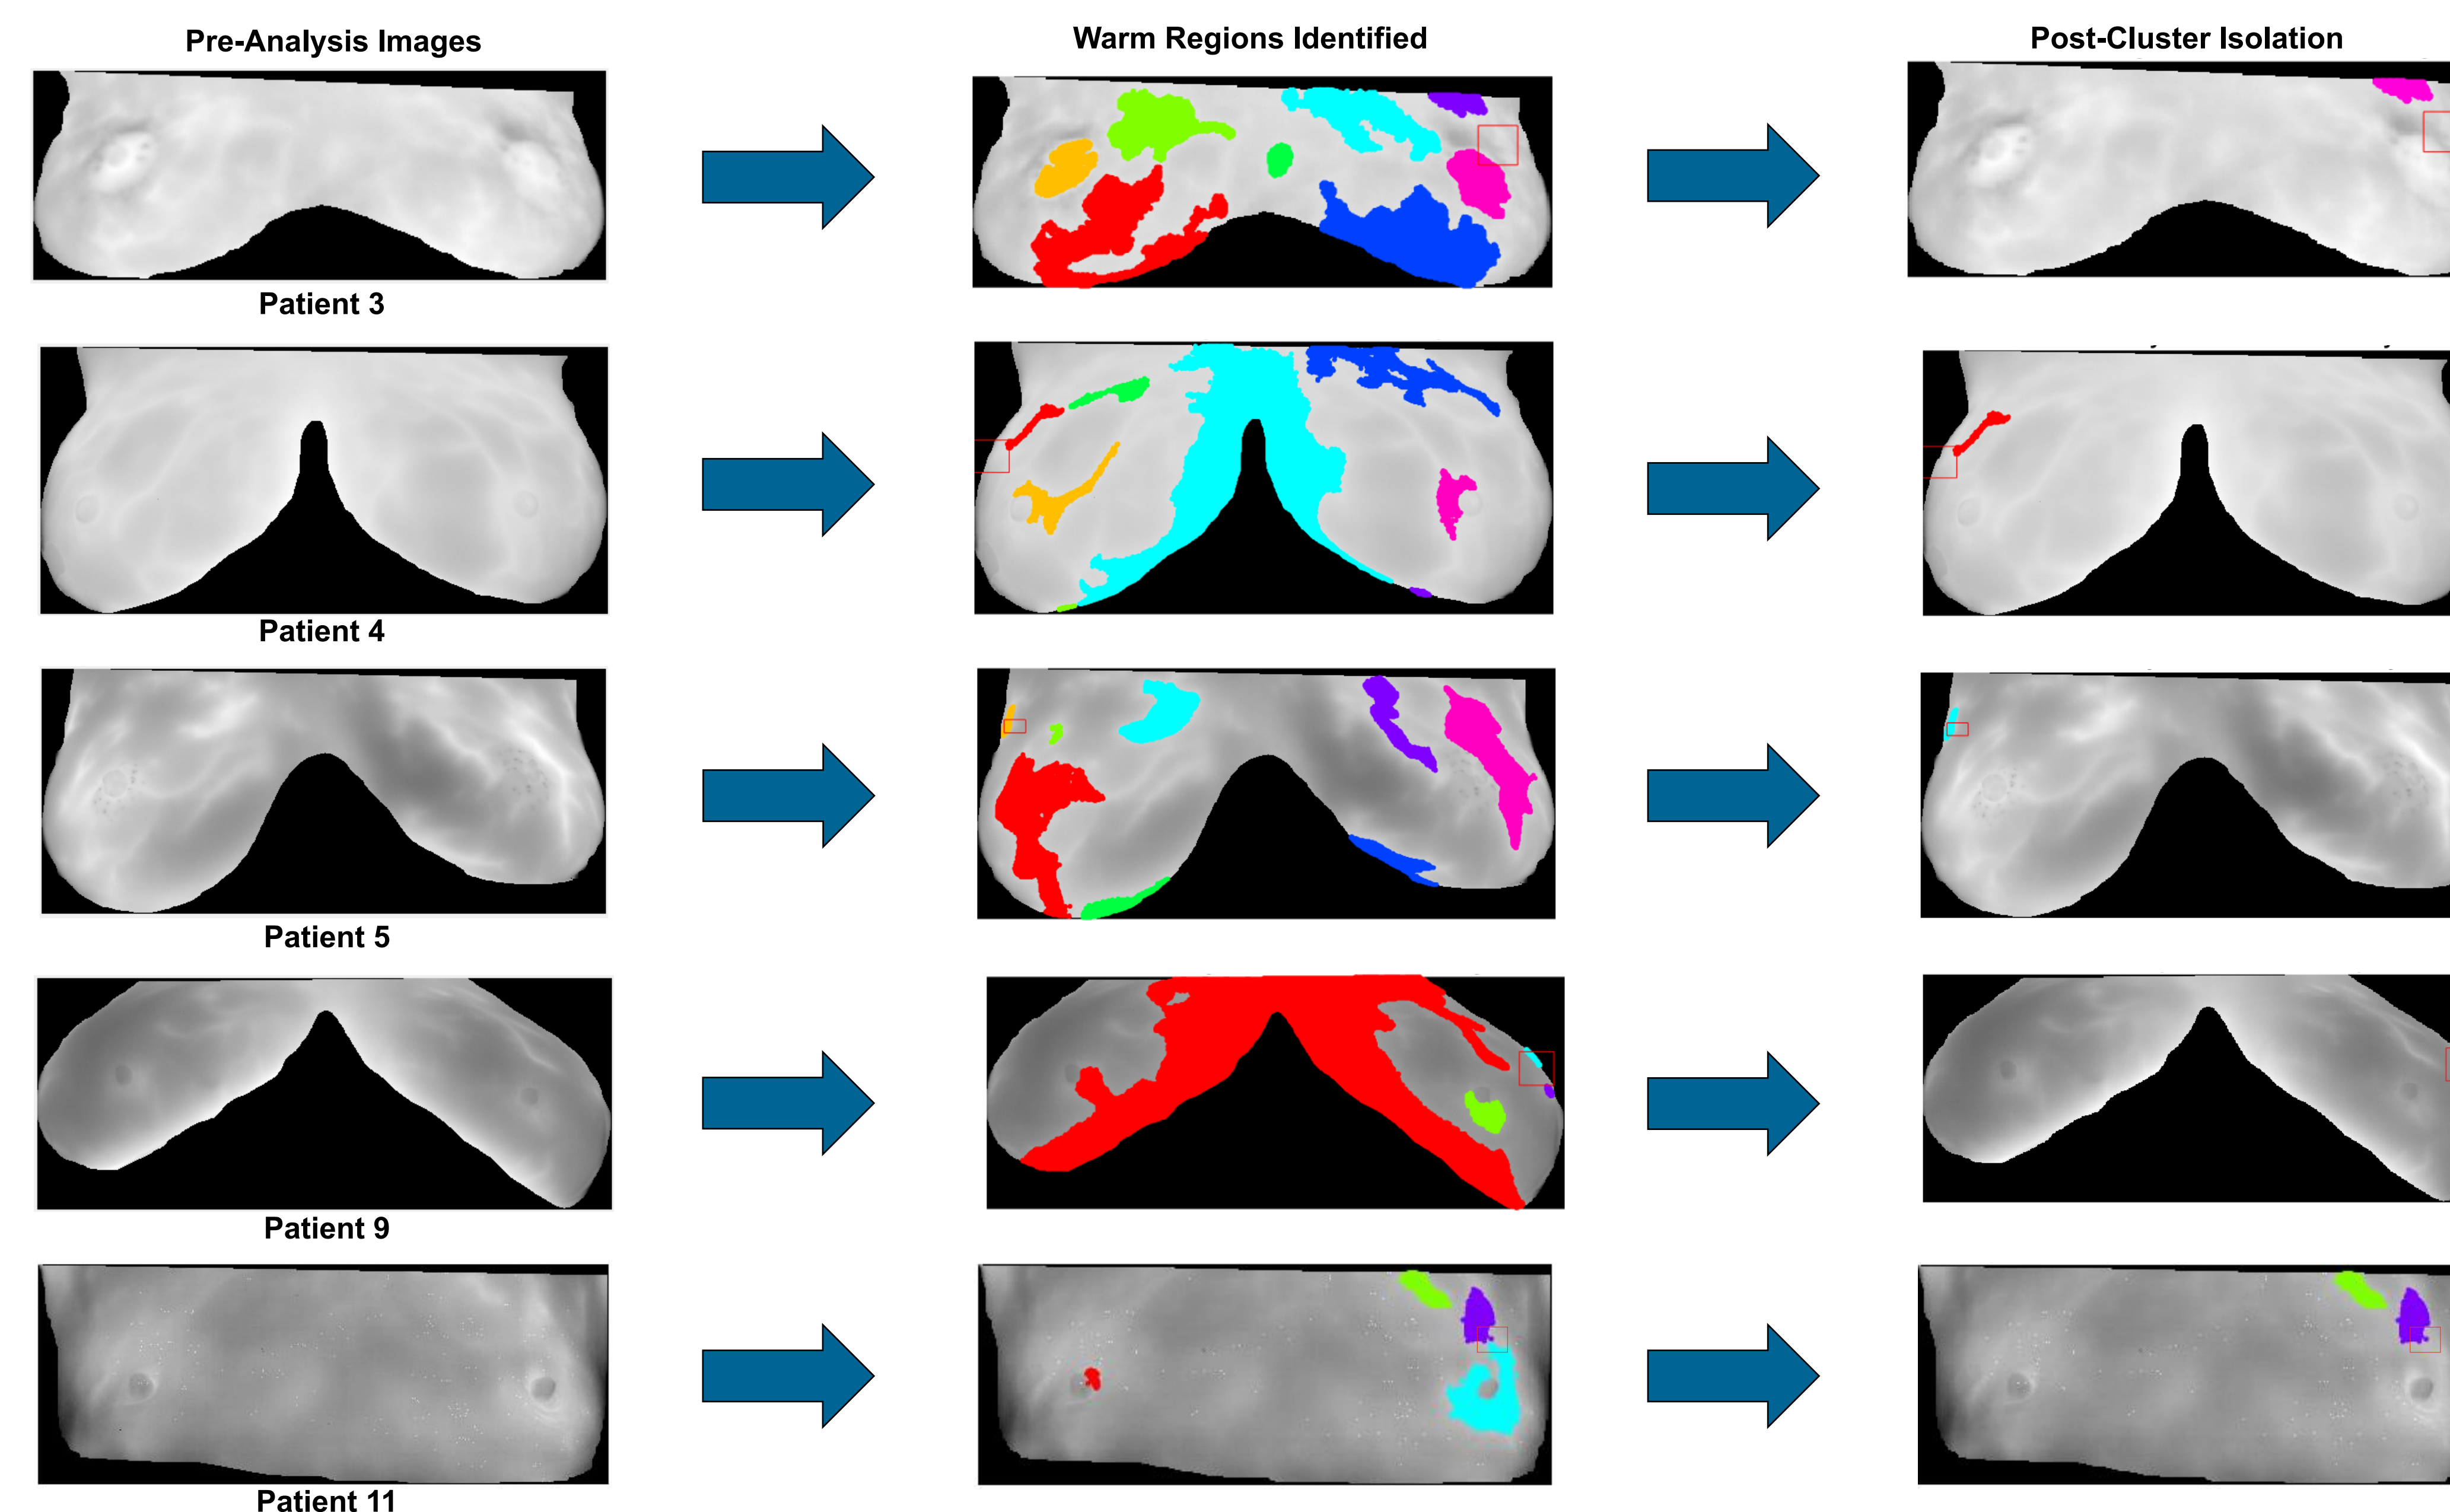 Pre-Analysis Images
Warm Regions Identified
Post-Cluster Isolation
Patient 3
Patient 4
Patient 5
Patient 9
Patient 11